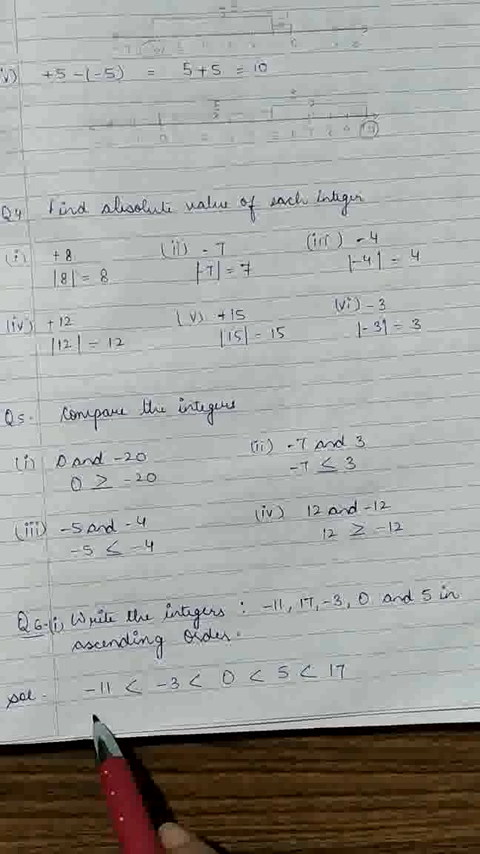 v) +5-(-5) = 5+5 = 10
Q4 Find absolute value of each integer
(i) +8 (ii) -7 (iii) -4
|8| = 8 |-7| = 7 |-4| = 4
(iv) +12 (v) +15 (vi) -3
|12| = 12 |15| = 15 |-3| = 3
Q5. Compare the integers
(i) 0 and -20 (ii) -7 and 3
0 ≥ -20 -7 ≤ 3
(iii) -5 and -4 (iv) 12 and -12
-5 ≤ -4 12 ≥ -12
Q6-(i) Write the integers : -11, 17, -3, 0 and 5 in
ascending order.
Sol. -11 < -3 < 0 < 5 < 17